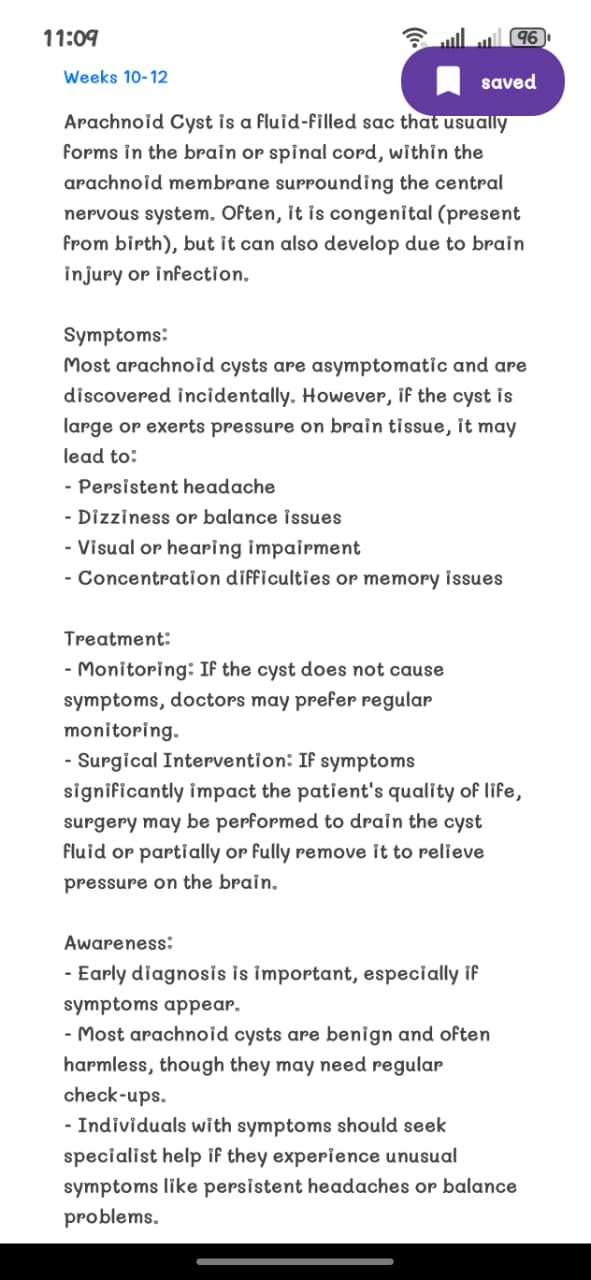 11:09
96
Weeks 10-12
saved
Arachnoid Cyst is a fluid-filled sac that usually
forms in the brain or spinal cord, within the
arachnoid membrane surrounding the central
nervous system. Often, it is congenital (present
from birth), but it can also develop due to brain
injury or infection.
Symptoms:
Most arachnoid cysts are asymptomatic and are
discovered incidentally. However, if the cyst is
large or exerts pressure on brain tissue, it may
lead to:
- Persistent headache
- Dizziness or balance issues
- Visual or hearing impairment
- Concentration difficulties or memory issues
Treatment:
- Monitoring: If the cyst does not cause
symptoms, doctors may prefer regular
monitoring.
- Surgical Intervention: If symptoms
significantly impact the patient's quality of life,
surgery may be performed to drain the cyst
fluid or partially or fully remove it to relieve
pressure on the brain.
Awareness:
- Early diagnosis is important, especially if
symptoms appear.
- Most arachnoid cysts are benign and often
harmless, though they may need regular
check-ups.
- Individuals with symptoms should seek
specialist help if they experience unusual
symptoms like persistent headaches or balance
problems.